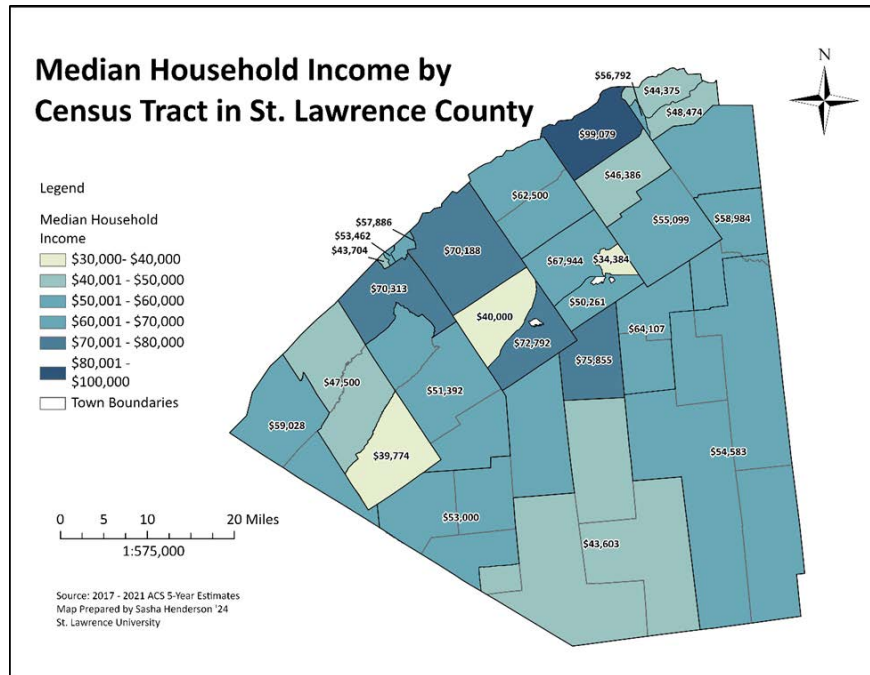 Median Household Income by
Census Tract in St. Lawrence County
N
Legend
Median Household
Income
$30,000- $40,000
$40,001 - $50,000
$50,001 - $60,000
$60,001 - $70,000
$70,001 - $80,000
$80,001 -
$100,000
Town Boundaries
$56,792
$44,375
$48,474
$99,079
$46,386
$62,500
$55,099
$58,984
$57,886
$53,462
$43,704
$70,188
$67,944
$34,384
$70,313
$50,261
$40,000
$64,107
$72,792
$75,855
$47,500
$51,392
$59,028
$39,774
$54,583
$53,000
$43,603
0 5 10 20 Miles
1:575,000
Source: 2017 - 2021 ACS 5-Year Estimates
Map Prepared by Sasha Henderson '24
St. Lawrence University